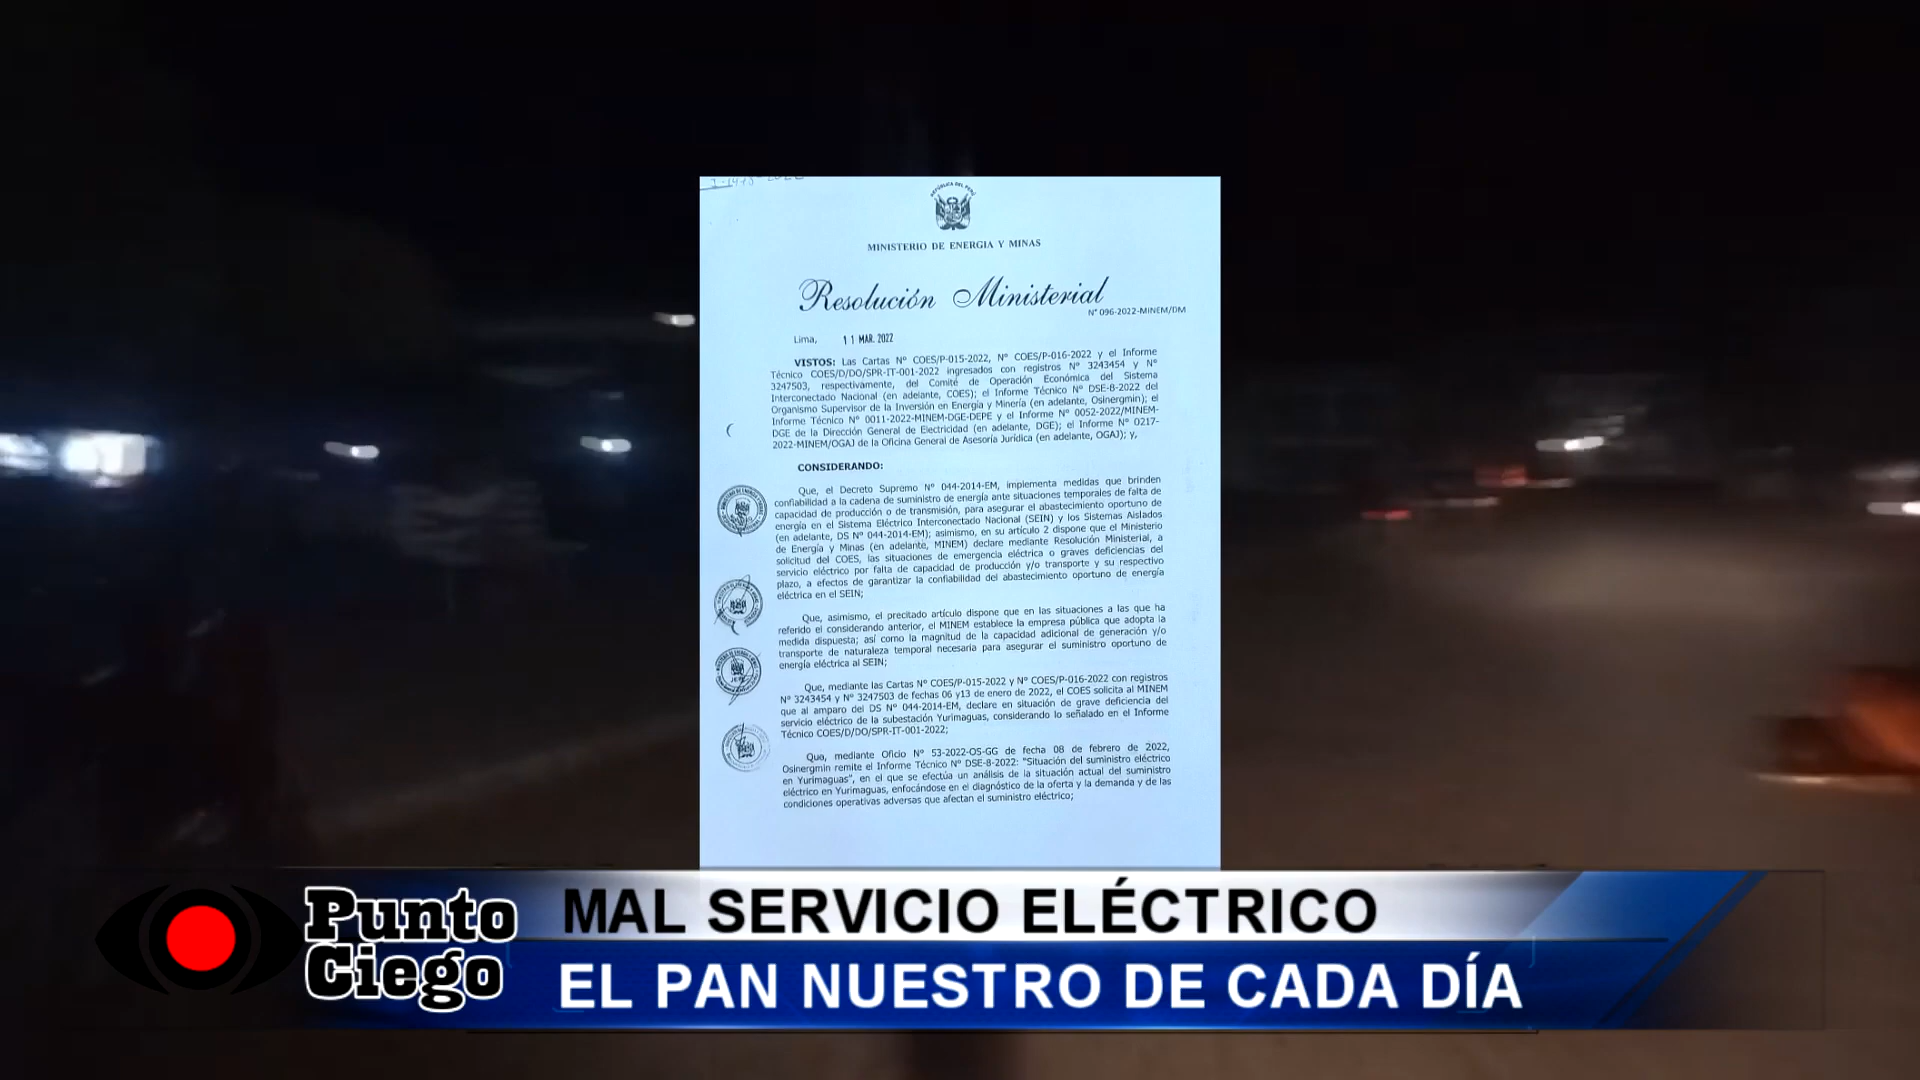 REPÚBLICA DEL PERÚ
MINISTERIO DE ENERGIA Y MINAS
Resolución Ministerial
N° 096-2022-MINEM/DM
Lima, 11 MAR. 2022
VISTOS: Las Cartas Nº COES/P-015-2022, Nº COES/P-016-2022 y el Informe
Técnico COES/D/DO/SPR-IT-001-2022 ingresados con registros Nº 3243454 y Nº
3247503, respectivamente, del Comité de Operación Económica del Sistema
Interconectado Nacional (en adelante, COES); el Informe Técnico Nº DSE-8-2022 del
Organismo Supervisor de la Inversión en Energía y Minería (en adelante, Osinergmin); el
Informe Técnico Nº 0011-2022-MINEM-DGE-DEPE y el Informe Nº 0052-2022/MINEM-
DGE de la Dirección General de Electricidad (en adelante, DGE); el Informe Nº 0217-
2022-MINEM/OGAJ de la Oficina General de Asesoría Jurídica (en adelante, OGAJ); y,
CONSIDERANDO:
Que, el Decreto Supremo Nº 044-2014-EM, implementa medidas que brinden
confiabilidad a la cadena de suministro de energía ante situaciones temporales de falta de
capacidad de producción o de transmisión, para asegurar el abastecimiento oportuno de
energía en el Sistema Eléctrico Interconectado Nacional (SEIN) y los Sistemas Aislados
(en adelante, DS Nº 044-2014-EM); asimismo, en su artículo 2 dispone que el Ministerio
de Energía y Minas (en adelante, MINEM) declare mediante Resolución Ministerial, a
solicitud del COES, las situaciones de emergencia eléctrica o graves deficiencias del
servicio eléctrico por falta de capacidad de producción y/o transporte y su respectivo
plazo, a efectos de garantizar la confiabilidad del abastecimiento oportuno de energía
eléctrica en el SEIN;
Que, asimismo, el precitado artículo dispone que en las situaciones a las que ha
referido el considerando anterior, el MINEM establece la empresa pública que adopta la
medida dispuesta; así como la magnitud de la capacidad adicional de generación y/o
transporte de naturaleza temporal necesaria para asegurar el suministro oportuno de
energía eléctrica al SEIN;
Que, mediante las Cartas Nº COES/P-015-2022 y Nº COES/P-016-2022 con registros
Nº 3243454 y Nº 3247503 de fechas 06 y13 de enero de 2022, el COES solicita al MINEM
que al amparo del DS Nº 044-2014-EM, declare en situación de grave deficiencia del
servicio eléctrico de la subestación Yurimaguas, considerando lo señalado en el Informe
Técnico COES/D/DO/SPR-IT-001-2022;
Que, mediante Oficio Nº 53-2022-OS-GG de fecha 08 de febrero de 2022,
Osinergmin remite el Informe Técnico Nº DSE-8-2022: "Situación del suministro eléctrico
en Yurimaguas", en el que se efectúa un análisis de la situación actual del suministro
eléctrico en Yurimaguas, enfocándose en el diagnóstico de la oferta y la demanda y de las
condiciones operativas adversas que afectan el suministro eléctrico;
Punto
Ciego
MAL SERVICIO ELÉCTRICO
EL PAN NUESTRO DE CADA DÍA